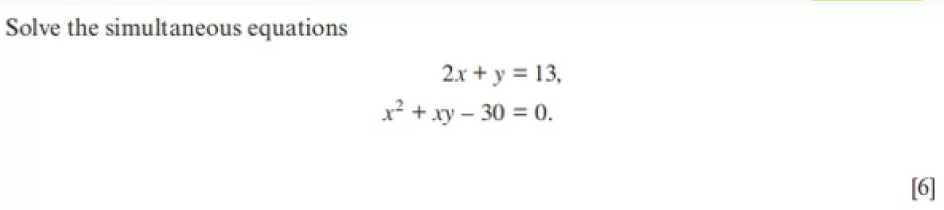 Solve the simultaneous equations
2x + y = 13,
x² + xy – 30 = 0.
[6]